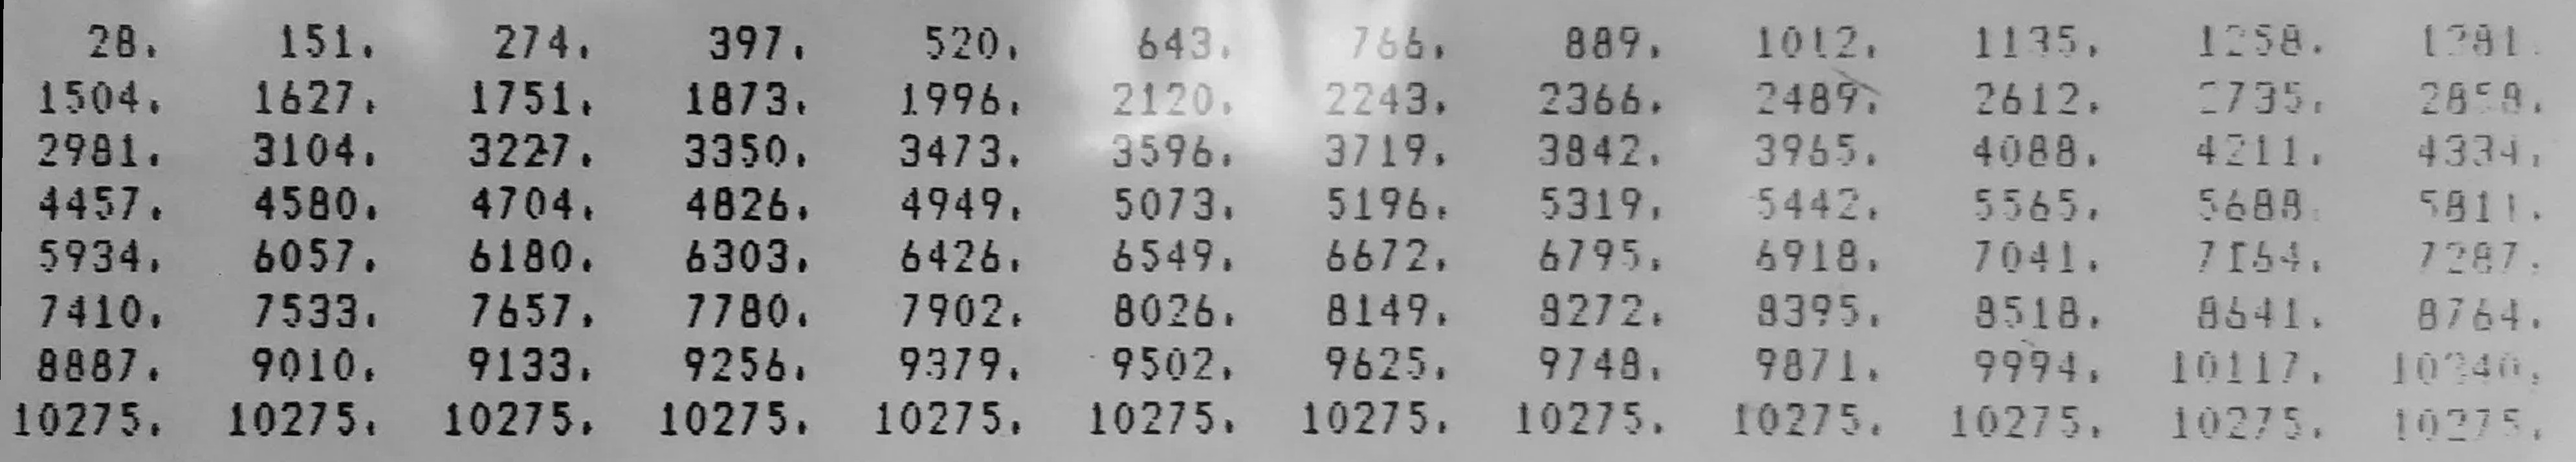 28. 151. 274. 397. 520. 643. 766. 889. 1012. 1135. 1258. 1381.
1504. 1627. 1751. 1873. 1996. 2120. 2243. 2366. 2489. 2612. 2735. 2858.
2981. 3104. 3227. 3350. 3473. 3596. 3719. 3842. 3965. 4088. 4211. 4334.
4457. 4580. 4704. 4826. 4949. 5073. 5196. 5319. 5442. 5565. 5688. 5811.
5934. 6057. 6180. 6303. 6426. 6549. 6672. 6795. 6918. 7041. 7164. 7287.
7410. 7533. 7657. 7780. 7902. 8026. 8149. 8272. 8395. 8518. 8641. 8764.
8887. 9010. 9133. 9256. 9379. 9502. 9625. 9748. 9871. 9994. 10117. 10240.
10275. 10275. 10275. 10275. 10275. 10275. 10275. 10275. 10275. 10275. 10275. 10275.